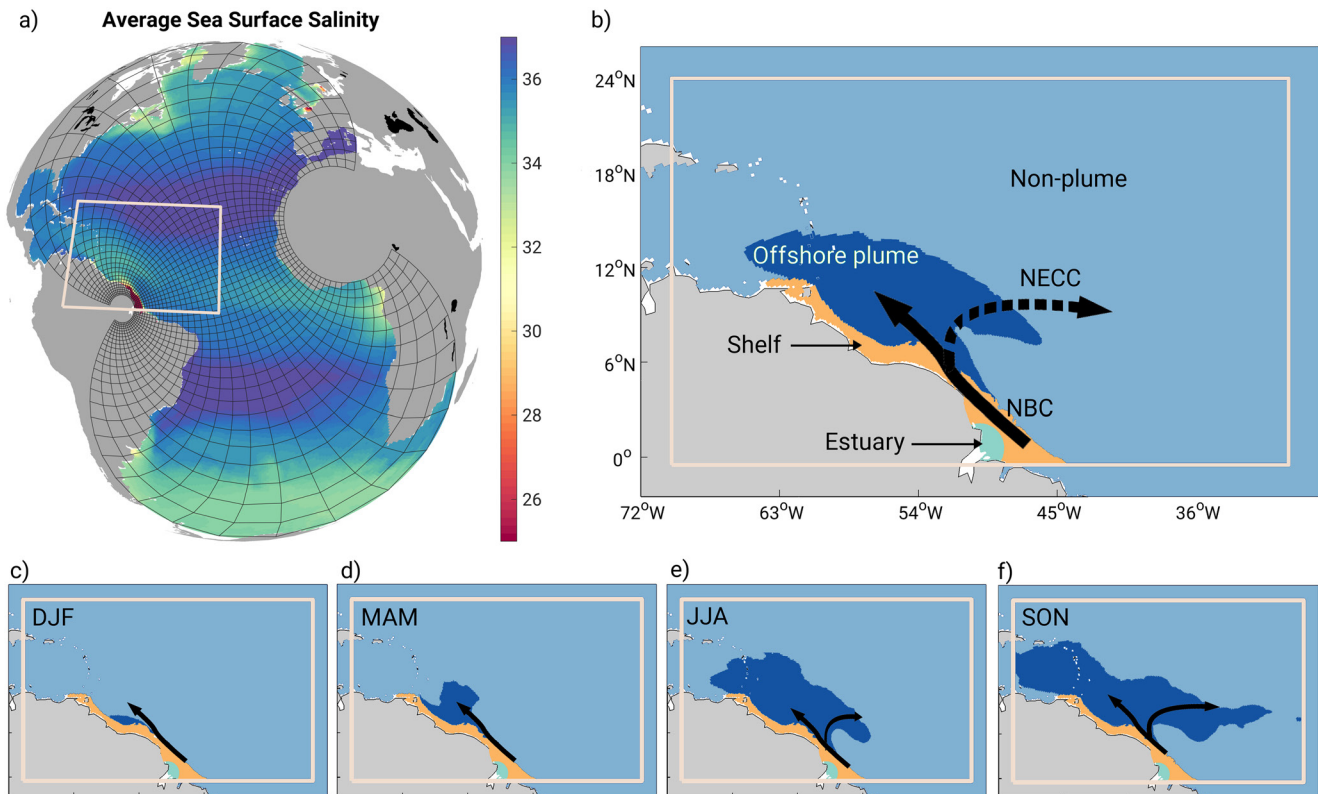 a)
Average Sea Surface Salinity
36
34
32
30
28
26
b)
24°N
18°N
12°N
6°N
0°
72°W
63°W
54°W
45°W
36°W
Non-plume
Offshore plume
NECC
Shelf
NBC
Estuary
c)
DJF
d)
MAM
e)
JJA
f)
SON